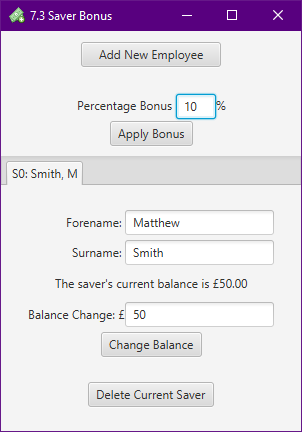 7.3 Saver Bonus
Add New Employee
Percentage Bonus 10 %
Apply Bonus
S0: Smith, M
Forename: Matthew
Surname: Smith
The saver's current balance is £50.00
Balance Change: £ 50
Change Balance
Delete Current Saver